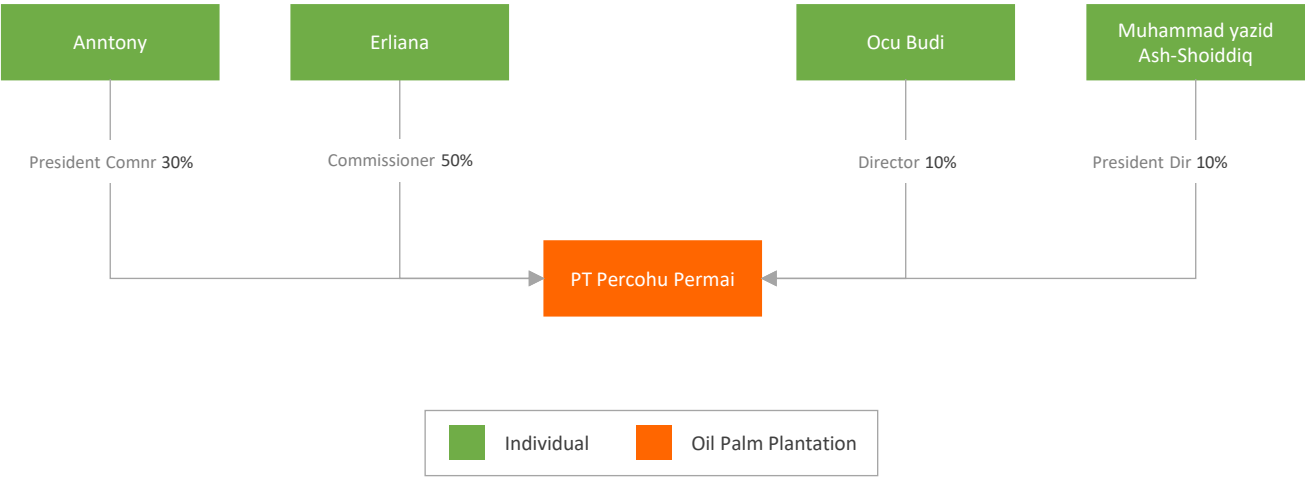 Anntony
Erliana
Ocu Budi
Muhammad yazid
Ash-Shoiddiq
President Comnr 30%
Commissioner 50%
Director 10%
President Dir 10%
PT Percohu Permai
Individual
Oil Palm Plantation